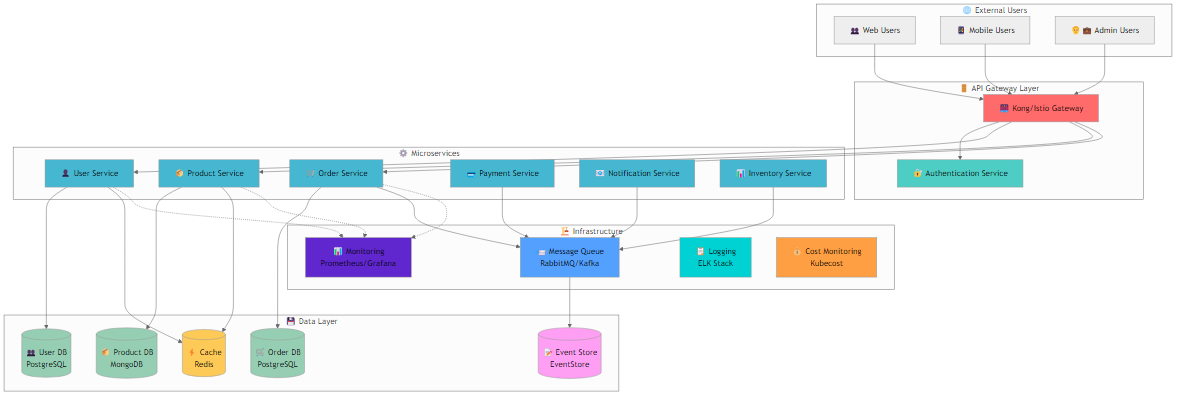 External Users
Web Users
Mobile Users
Admin Users
API Gateway Layer
Kong/Istio Gateway
Authentication Service
Microservices
User Service
Product Service
Order Service
Payment Service
Notification Service
Inventory Service
Infrastructure
Monitoring
Prometheus/Grafana
Message Queue
RabbitMQ/Kafka
Logging
ELK Stack
Cost Monitoring
Kubecost
Data Layer
User DB
PostgreSQL
Product DB
MongoDB
Cache
Redis
Order DB
PostgreSQL
Event Store
EventStore